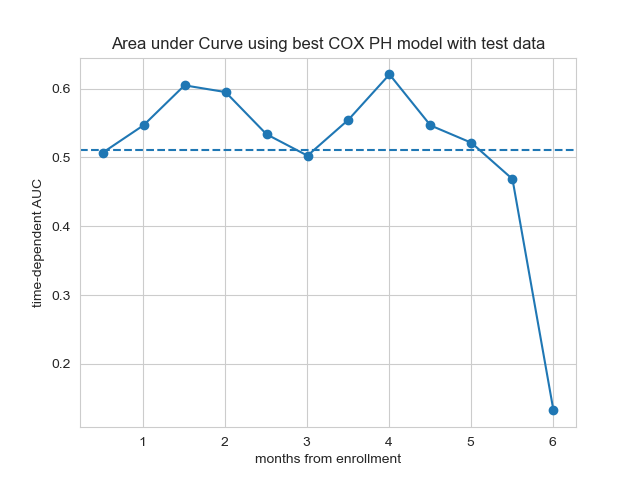 Area under Curve using best COX PH model with test data
time-dependent AUC
0.6
0.5
0.4
0.3
0.2
1 2 3 4 5 6
months from enrollment